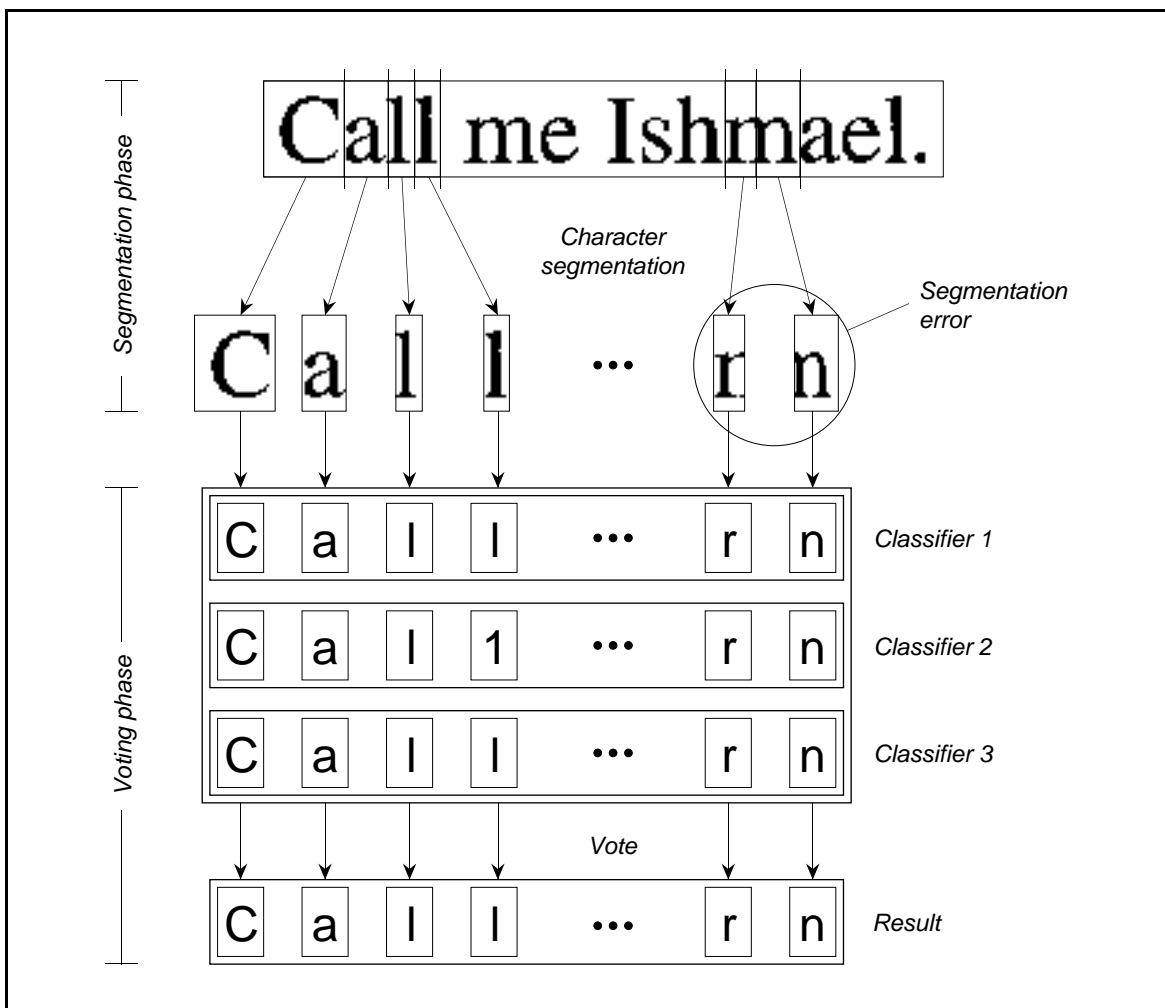 Call me Ishmael.
Segmentation phase
Character
segmentation
Segmentation
error
C a l l ... r n
C a l l ... r n Classifier 1
C a l 1 ... r n Classifier 2
C a l l ... r n Classifier 3
Voting phase
Vote
C a l l ... r n Result